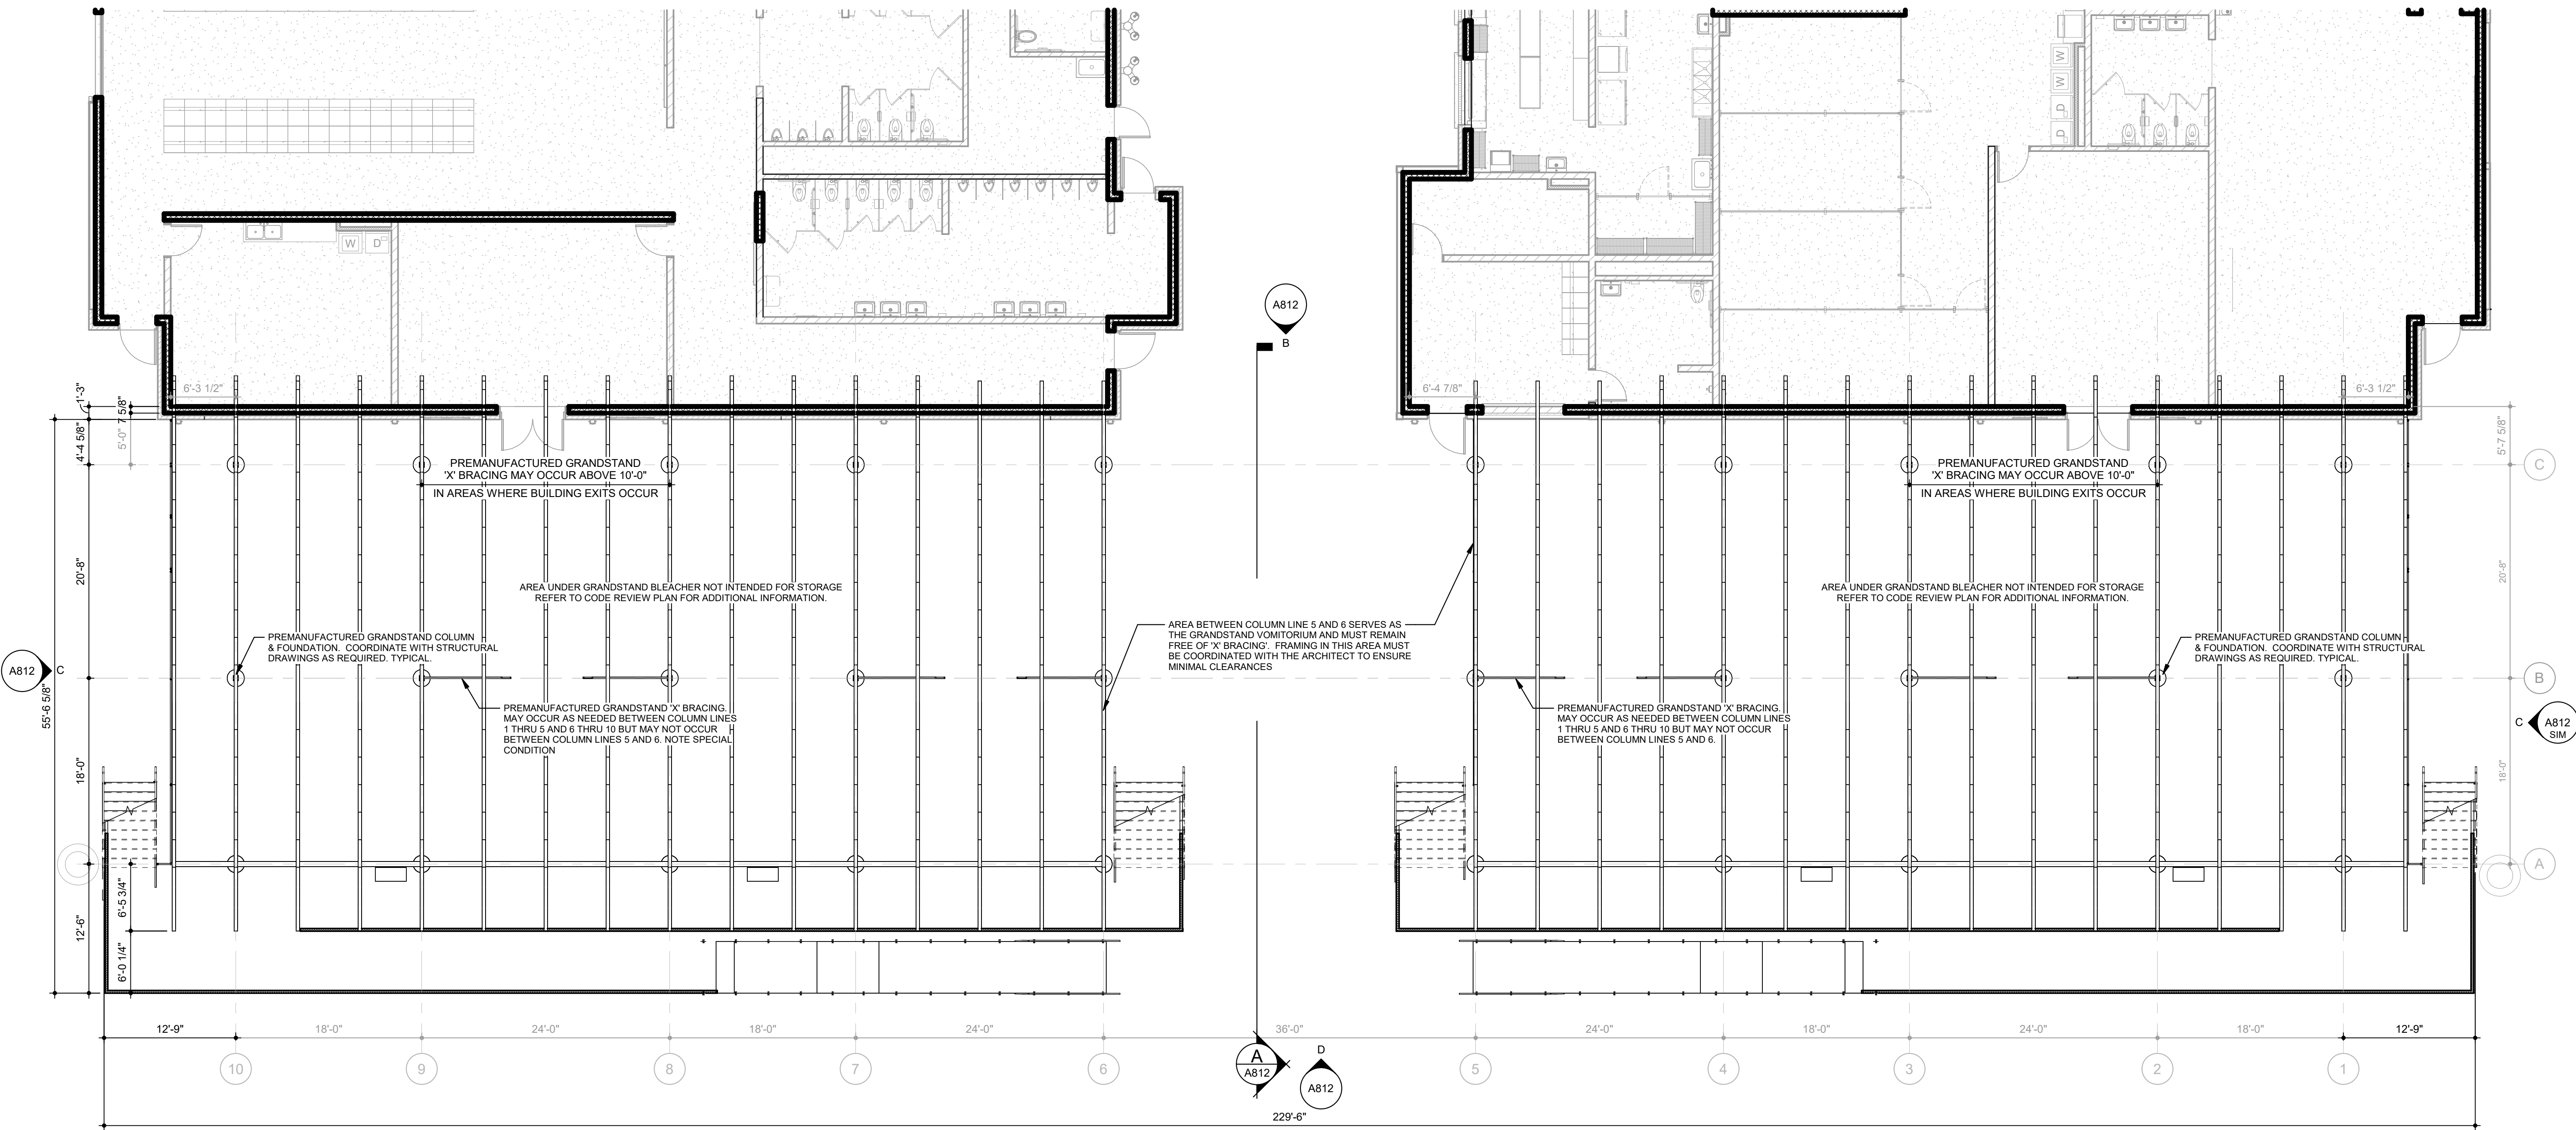 W
D
W
W
D
D
A812
B
6'-3 1/2"
6'-4 7/8"
6'-3 1/2"
1'-3"
7 5/8"
4'-4 5/8"
5'-0"
5'-7 5/8"
PREMANUFACTURED GRANDSTAND
'X' BRACING MAY OCCUR ABOVE 10'-0"
IN AREAS WHERE BUILDING EXITS OCCUR
PREMANUFACTURED GRANDSTAND
'X' BRACING MAY OCCUR ABOVE 10'-0"
IN AREAS WHERE BUILDING EXITS OCCUR
C
20'-8"
20'-8"
AREA UNDER GRANDSTAND BLEACHER NOT INTENDED FOR STORAGE
REFER TO CODE REVIEW PLAN FOR ADDITIONAL INFORMATION.
AREA UNDER GRANDSTAND BLEACHER NOT INTENDED FOR STORAGE
REFER TO CODE REVIEW PLAN FOR ADDITIONAL INFORMATION.
PREMANUFACTURED GRANDSTAND COLUMN
& FOUNDATION.  COORDINATE WITH STRUCTURAL
DRAWINGS AS REQUIRED. TYPICAL.
AREA BETWEEN COLUMN LINE 5 AND 6 SERVES AS
THE GRANDSTAND VOMITORIUM AND MUST REMAIN
FREE OF 'X' BRACING'.  FRAMING IN THIS AREA MUST
BE COORDINATED WITH THE ARCHITECT TO ENSURE
MINIMAL CLEARANCES
PREMANUFACTURED GRANDSTAND COLUMN
& FOUNDATION.  COORDINATE WITH STRUCTURAL
DRAWINGS AS REQUIRED. TYPICAL.
A812
C
B
55'-6 5/8"
PREMANUFACTURED GRANDSTAND 'X' BRACING.
MAY OCCUR AS NEEDED BETWEEN COLUMN LINES
1 THRU 5 AND 6 THRU 10 BUT MAY NOT OCCUR
BETWEEN COLUMN LINES 5 AND 6. NOTE SPECIAL
CONDITION
PREMANUFACTURED GRANDSTAND 'X' BRACING.
MAY OCCUR AS NEEDED BETWEEN COLUMN LINES
1 THRU 5 AND 6 THRU 10 BUT MAY NOT OCCUR
BETWEEN COLUMN LINES 5 AND 6.
C
A812
SIM
18'-0"
18'-0"
A
12'-6"
6'-5 3/4"
6'-0 1/4"
12'-9"
18'-0"
24'-0"
18'-0"
24'-0"
36'-0"
24'-0"
18'-0"
24'-0"
18'-0"
12'-9"
10
9
8
7
6
A
A812
D
A812
5
4
3
2
1
229'-6"